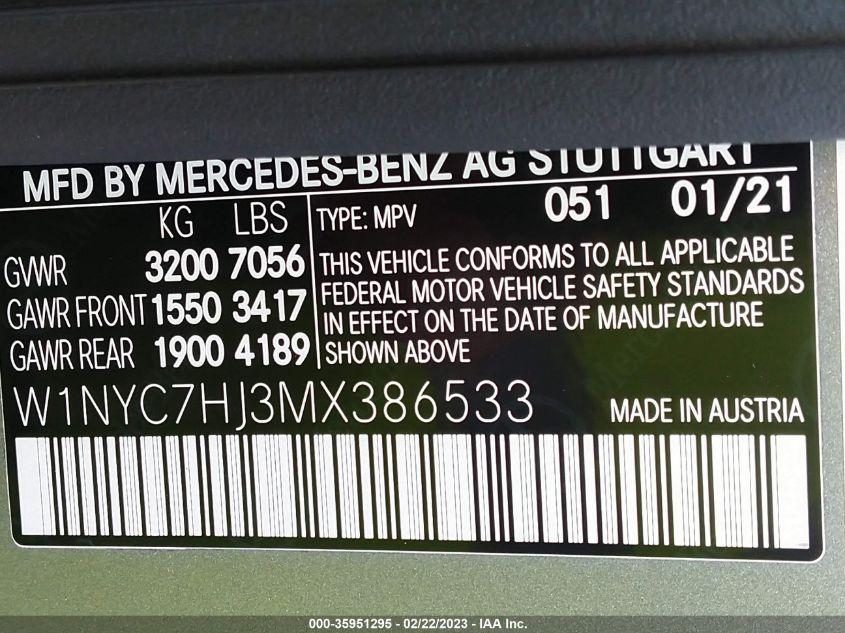 MFD BY MERCEDES-BENZ AG STUTTGART
KG LBS
GVWR 3200 7056
GAWR FRONT 1550 3417
GAWR REAR 1900 4189
TYPE: MPV 051 01/21
THIS VEHICLE CONFORMS TO ALL APPLICABLE
FEDERAL MOTOR VEHICLE SAFETY STANDARDS
IN EFFECT ON THE DATE OF MANUFACTURE
SHOWN ABOVE
W1NYC7HJ3MX386533 MADE IN AUSTRIA
000-35951295 - 02/22/2023 - IAA Inc.